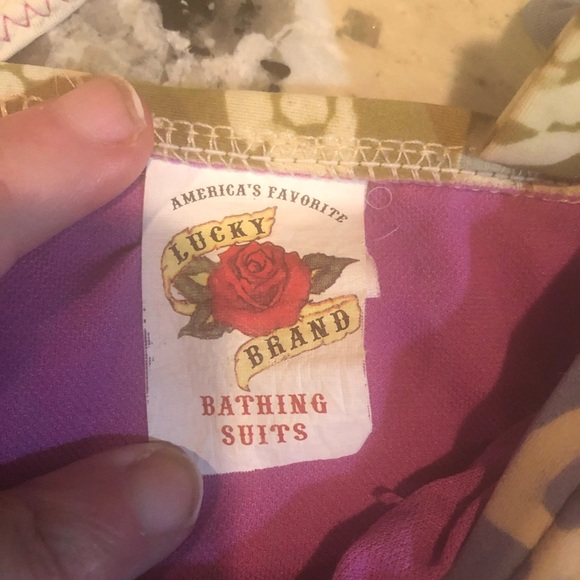 AMERICA'S FAVORITE
LUCKY
BRAND
BATHING
SUITS